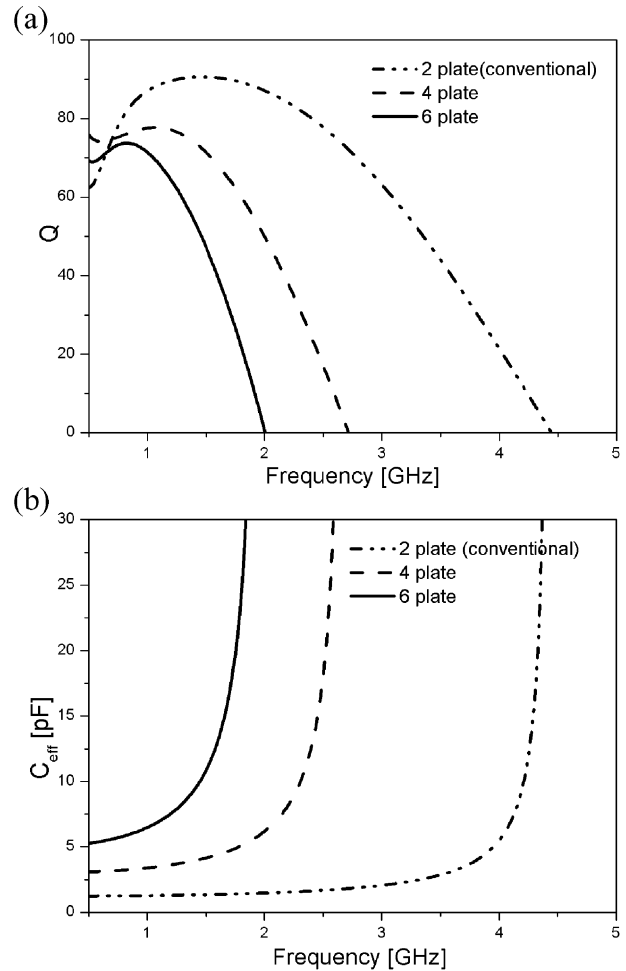 (a)
100
80
60
40
20
0
Q
2 plate(conventional)
4 plate
6 plate
1 2 3 4 5
Frequency [GHz]
(b)
30
25
20
15
10
5
0
C_eff [pF]
2 plate (conventional)
4 plate
6 plate
1 2 3 4 5
Frequency [GHz]